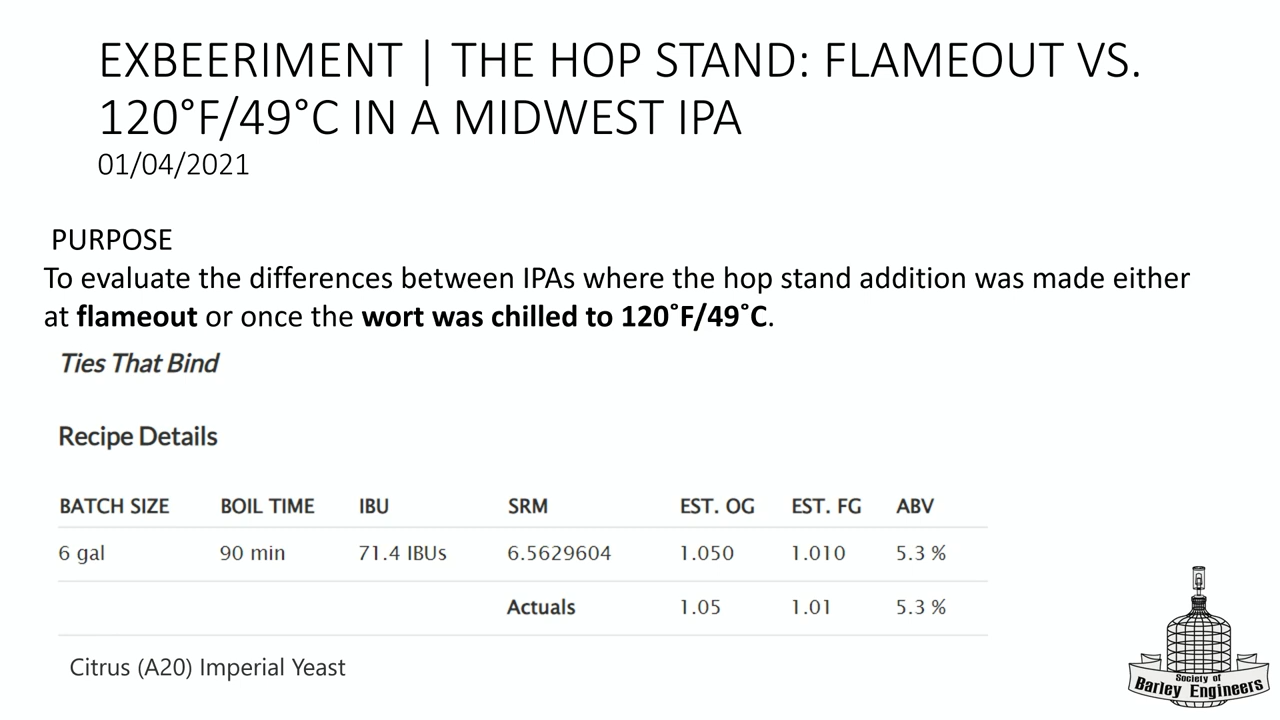 EXBEERIMENT | THE HOP STAND: FLAMEOUT VS.
120°F/49°C IN A MIDWEST IPA
01/04/2021
PURPOSE
To evaluate the differences between IPAs where the hop stand addition was made either
at flameout or once the wort was chilled to 120˚F/49˚C.
Ties That Bind
Recipe Details
BATCH SIZE BOIL TIME IBU SRM EST. OG EST. FG ABV
6 gal 90 min 71.4 IBUs 6.5629604 1.050 1.010 5.3 %
Actuals 1.05 1.01 5.3 %
Citrus (A20) Imperial Yeast
Society of
Barley Engineers